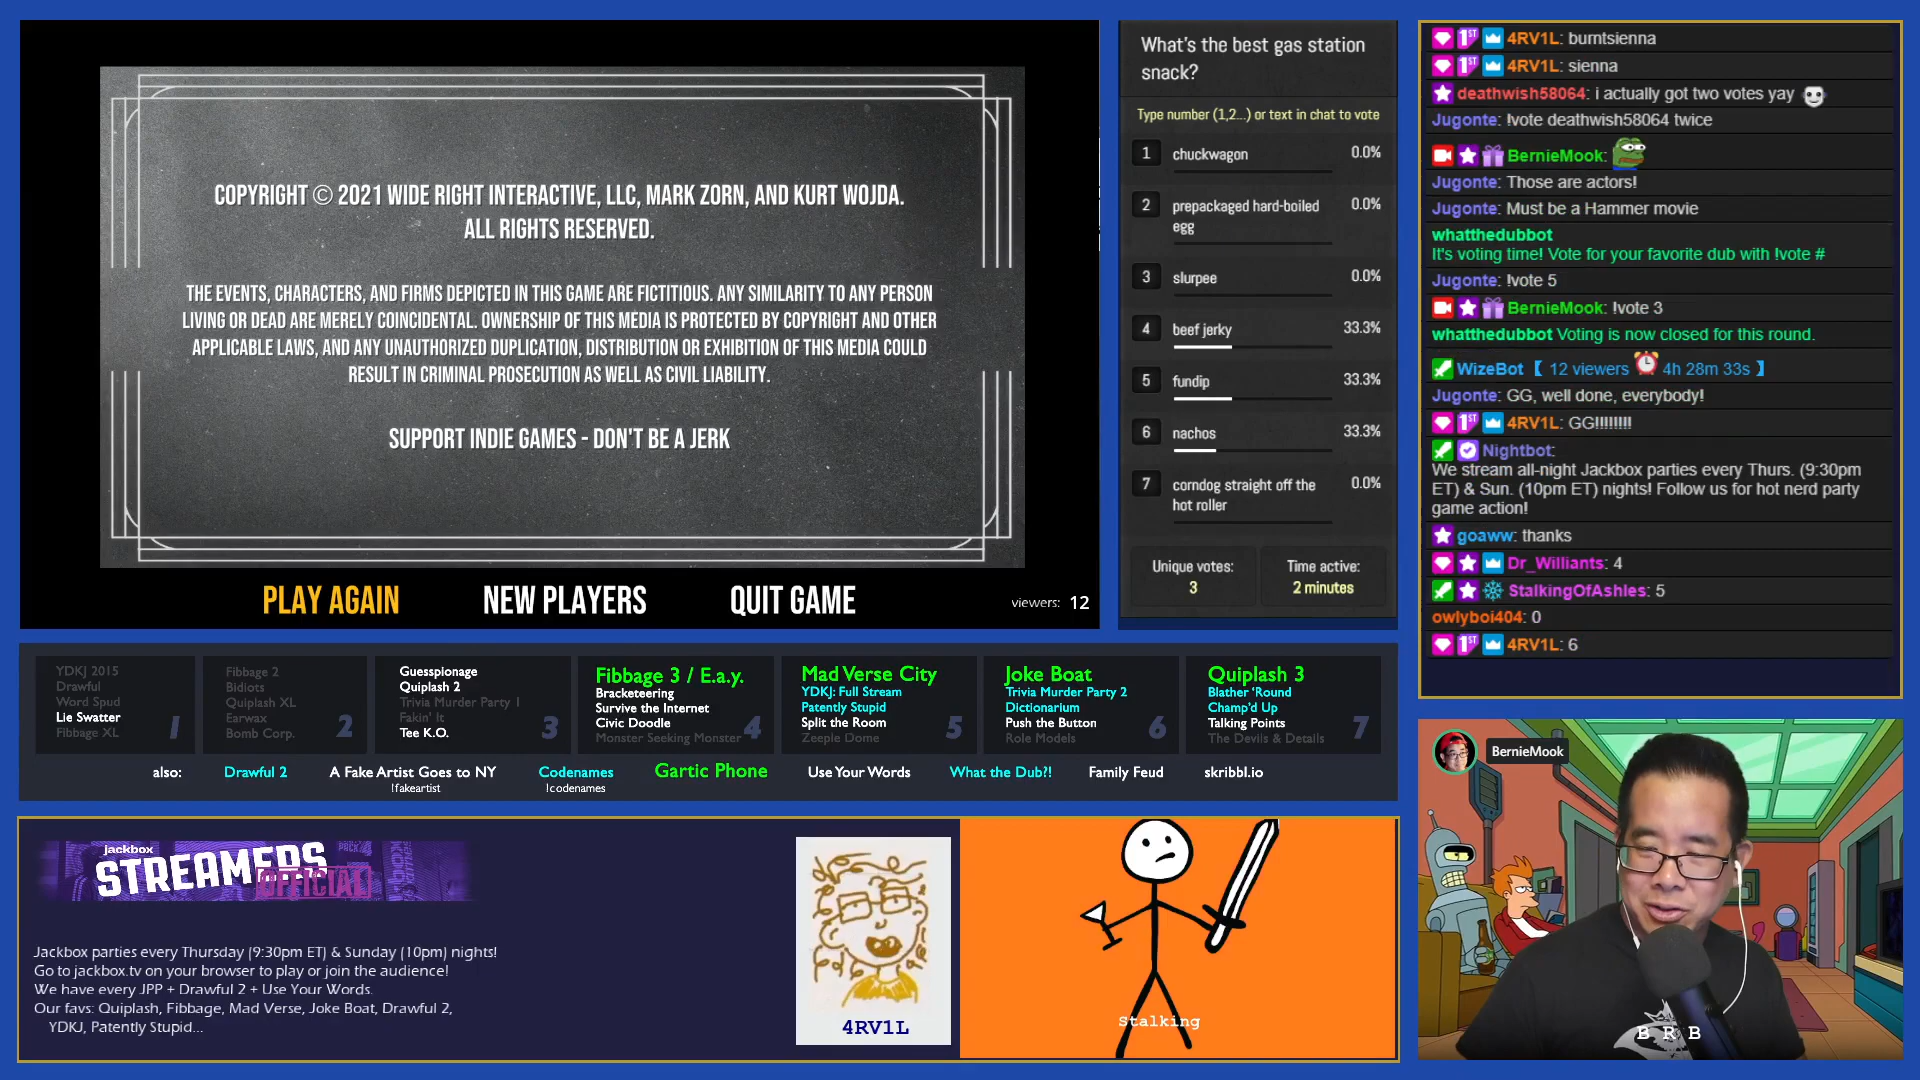 COPYRIGHT © 2021 WIDE RIGHT INTERACTIVE, LLC, MARK ZORN, AND KURT WOJDA.
ALL RIGHTS RESERVED.
THE EVENTS, CHARACTERS, AND FIRMS DEPICTED IN THIS GAME ARE FICTITIOUS. ANY SIMILARITY TO ANY PERSON
LIVING OR DEAD ARE MERELY COINCIDENTAL. OWNERSHIP OF THIS MEDIA IS PROTECTED BY COPYRIGHT AND OTHER
APPLICABLE LAWS, AND ANY UNAUTHORIZED DUPLICATION, DISTRIBUTION OR EXHIBITION OF THIS MEDIA COULD
RESULT IN CRIMINAL PROSECUTION AS WELL AS CIVIL LIABILITY.
SUPPORT INDIE GAMES - DON'T BE A JERK
PLAY AGAIN NEW PLAYERS QUIT GAME
viewers: 12
What's the best gas station
snack?
Type number (1,2...) or text in chat to vote
1 chuckwagon 0.0%
2 prepackaged hard-boiled 0.0%
egg
3 slurpee 0.0%
4 beef jerky 33.3%
5 fundip 33.3%
6 nachos 33.3%
7 corndog straight off the 0.0%
hot roller
Unique votes: Time active:
3 2 minutes
4RV1L: burntsienna
4RV1L: sienna
deathwish58064: i actually got two votes yay
Jugonte: !vote deathwish58064 twice
BernieMook:
Jugonte: Those are actors!
Jugonte: Must be a Hammer movie
whatthedubbot
It's voting time! Vote for your favorite dub with !vote #
Jugonte: !vote 5
BernieMook: !vote 3
whatthedubbot Voting is now closed for this round.
WizeBot【 12 viewers 4h 28m 33s 】
Jugonte: GG, well done, everybody!
4RV1L: GG!!!!!!!!
Nightbot:
We stream all-night Jackbox parties every Thurs. (9:30pm
ET) & Sun. (10pm ET) nights! Follow us for hot nerd party
game action!
goaww: thanks
Dr_Williants: 4
StalkingOfAshles: 5
owlyboi404: 0
4RV1L: 6
YDKJ 2015
Drawful
Word Spud
Lie Swatter
Fibbage XL
1
Fibbage 2
Bidiots
Quiplash XL
Earwax
Bomb Corp.
2
Guesspionage
Quiplash 2
Trivia Murder Party 1
Fakin' It
Tee K.O.
3
Fibbage 3 / E.a.y.
Bracketeering
Survive the Internet
Civic Doodle
Monster Seeking Monster
4
Mad Verse City
YDKJ: Full Stream
Patently Stupid
Split the Room
Zeeple Dome
5
Joke Boat
Trivia Murder Party 2
Dictionarium
Push the Button
Role Models
6
Quiplash 3
Blather 'Round
Champ'd Up
Talking Points
The Devils & Details
7
also: Drawful 2 A Fake Artist Goes to NY Codenames Gartic Phone Use Your Words What the Dub?! Family Feud skribbl.io
!fakeartist !codenames
jackbox
STREAMERS
OFFICIAL
Jackbox parties every Thursday (9:30pm ET) & Sunday (10pm) nights!
Go to jackbox.tv on your browser to play or join the audience!
We have every JPP + Drawful 2 + Use Your Words.
Our favs: Quiplash, Fibbage, Mad Verse, Joke Boat, Drawful 2,
YDKJ, Patently Stupid...
4RV1L
Stalking
BernieMook
B R B